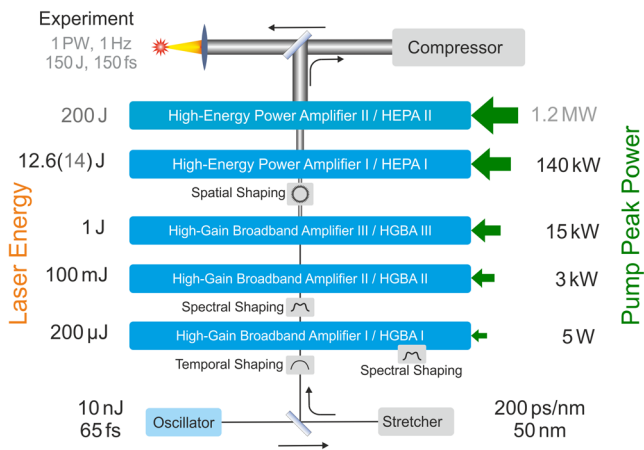 Experiment
1 PW, 1 Hz
150 J, 150 fs
Compressor
200 J
High-Energy Power Amplifier II / HEPA II
1.2 MW
12.6(14) J
High-Energy Power Amplifier I / HEPA I
140 kW
Spatial Shaping
1 J
High-Gain Broadband Amplifier III / HGBA III
15 kW
100 mJ
High-Gain Broadband Amplifier II / HGBA II
3 kW
Spectral Shaping
200 µJ
High-Gain Broadband Amplifier I / HGBA I
5 W
Temporal Shaping
Spectral Shaping
10 nJ
65 fs
Oscillator
Stretcher
200 ps/nm
50 nm
Laser Energy
Pump Peak Power